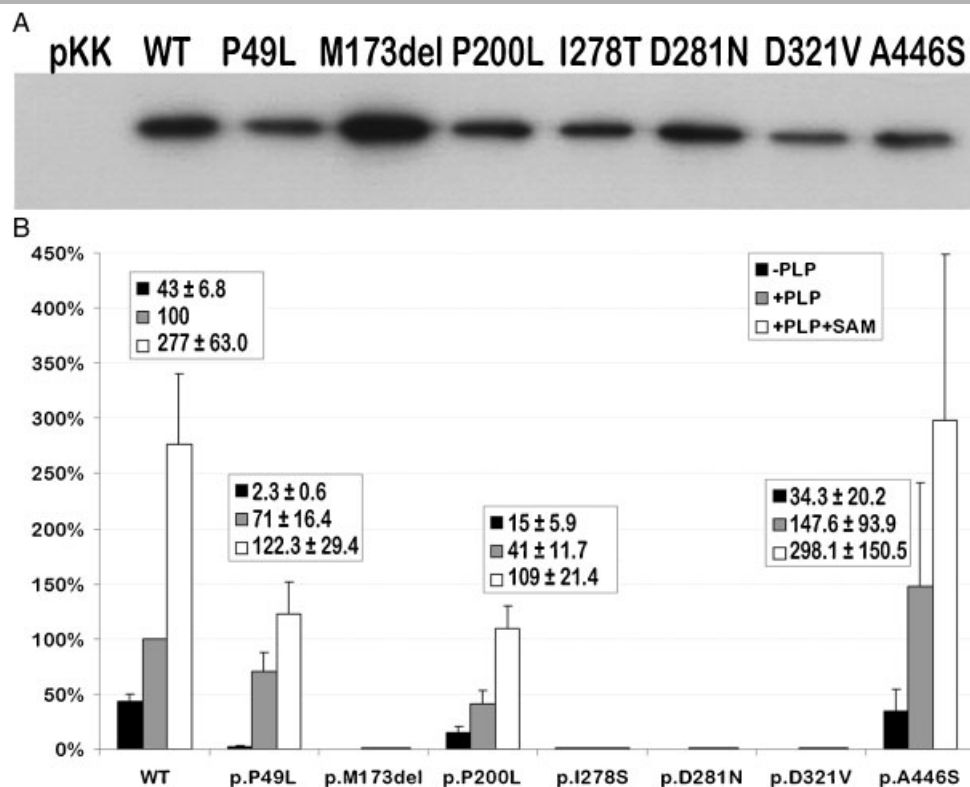 A
pKK WT P49L M173del P200L I278T D281N D321V A446S
B
450%
400%
350%
300%
250%
200%
150%
100%
50%
0%
43 ± 6.8
100
277 ± 63.0
2.3 ± 0.6
71 ± 16.4
122.3 ± 29.4
15 ± 5.9
41 ± 11.7
109 ± 21.4
-PLP
+PLP
+PLP+SAM
34.3 ± 20.2
147.6 ± 93.9
298.1 ± 150.5
WT p.P49L p.M173del p.P200L p.I278S p.D281N p.D321V p.A446S